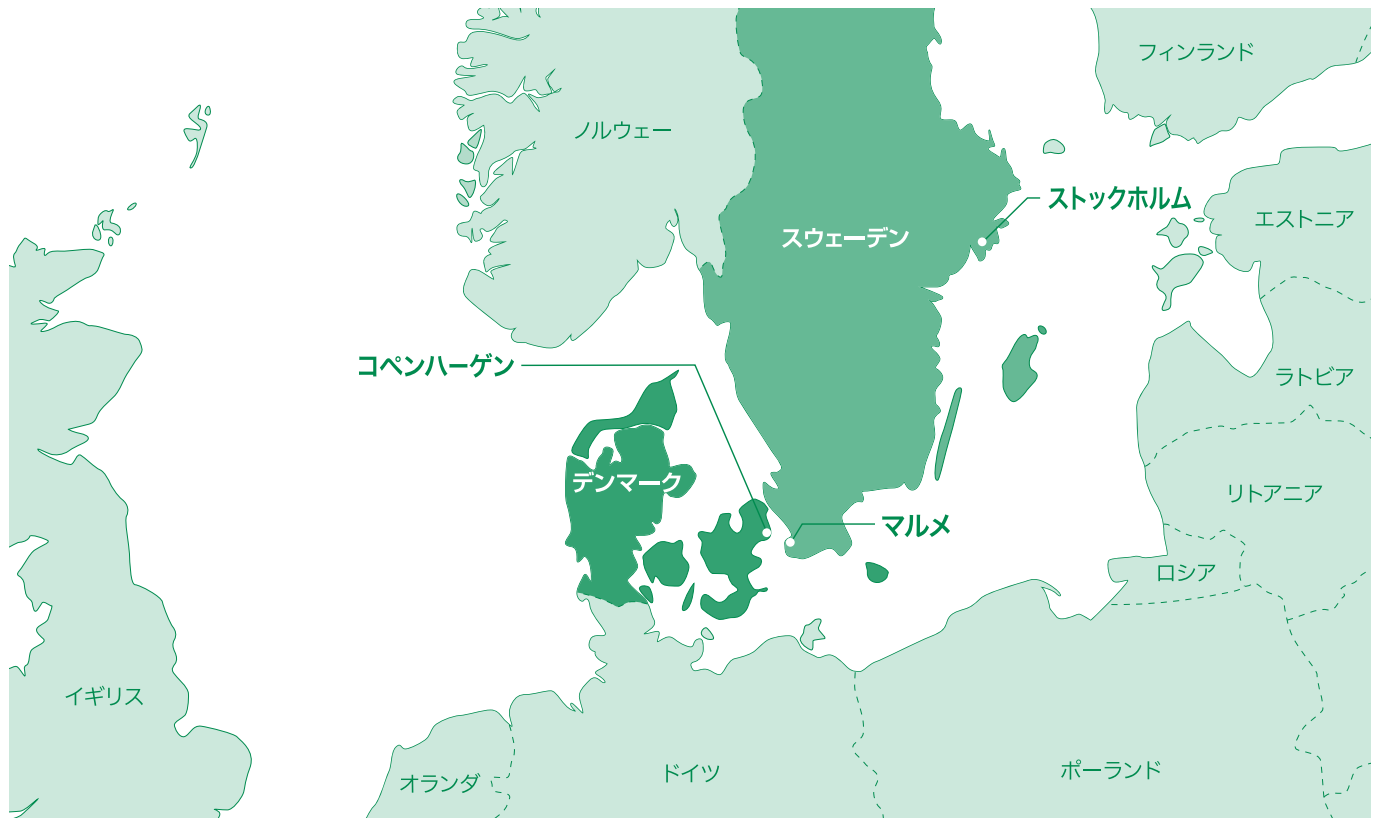 フィンランド
ノルウェー
ストックホルム
エストニア
スウェーデン
コペンハーゲン
ラトビア
デンマーク
リトアニア
マルメ
ロシア
イギリス
オランダ
ドイツ
ポーランド